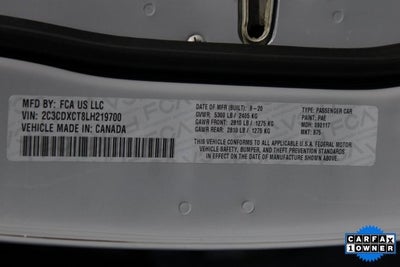 MFD BY: FCA US LLC
VIN: 2C3CDXCT8LH219700
VEHICLE MADE IN: CANADA
DATE OF MFR (BUILT): 8-20
GVWR: 5300 LB / 2405 KG
GAWR FRONT: 2810 LB / 1275 KG
GAWR REAR: 2810 LB / 1275 KG
TYPE: PASSENGER CAR
PAINT: PAE
MDH: 080117
MBT: 875
THIS VEHICLE CONFORMS TO ALL APPLICABLE U.S.A. FEDERAL MOTOR
VEHICLE SAFETY, BUMPER, AND THEFT PREVENTION STANDARDS IN EFFECT
ON THE DATE OF MANUFACTURE SHOWN ABOVE.
CARFAX
1 OWNER